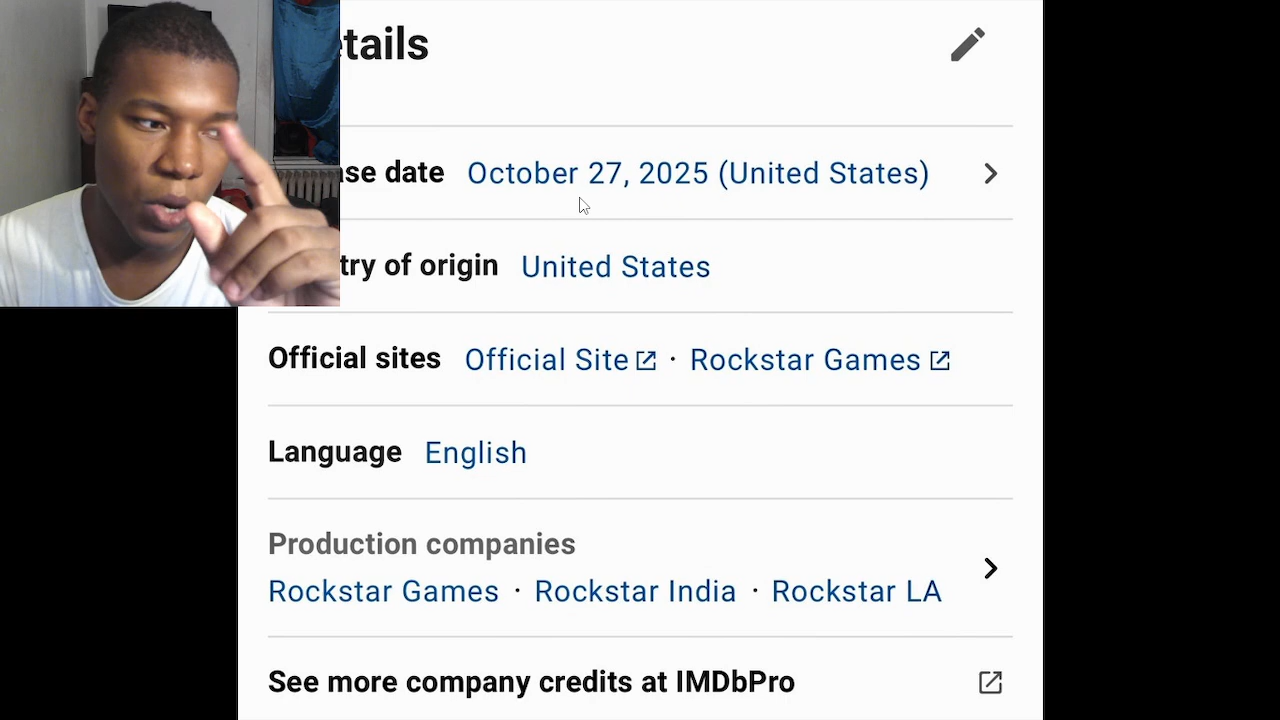 etails
ase date October 27, 2025 (United States)
try of origin United States
Official sites Official Site · Rockstar Games
Language English
Production companies
Rockstar Games · Rockstar India · Rockstar LA
See more company credits at IMDbPro